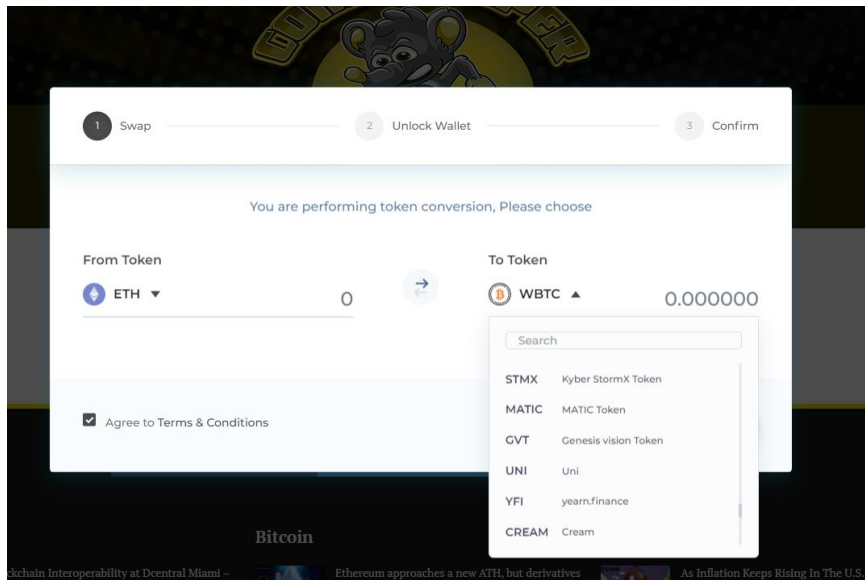 1 Swap
2 Unlock Wallet
3 Confirm
You are performing token conversion, Please choose
From Token
ETH
0
To Token
WBTC
0.000000
Search
STMX Kyber StormX Token
MATIC MATIC Token
GVT Genesis vision Token
UNI Uni
YFI yearn.finance
CREAM Cream
Agree to Terms & Conditions
Bitcoin
Interoperability at Dcentral Miami –
Ethereum approaches a new ATH, but derivatives
As Inflation Keeps Rising In The U.S.